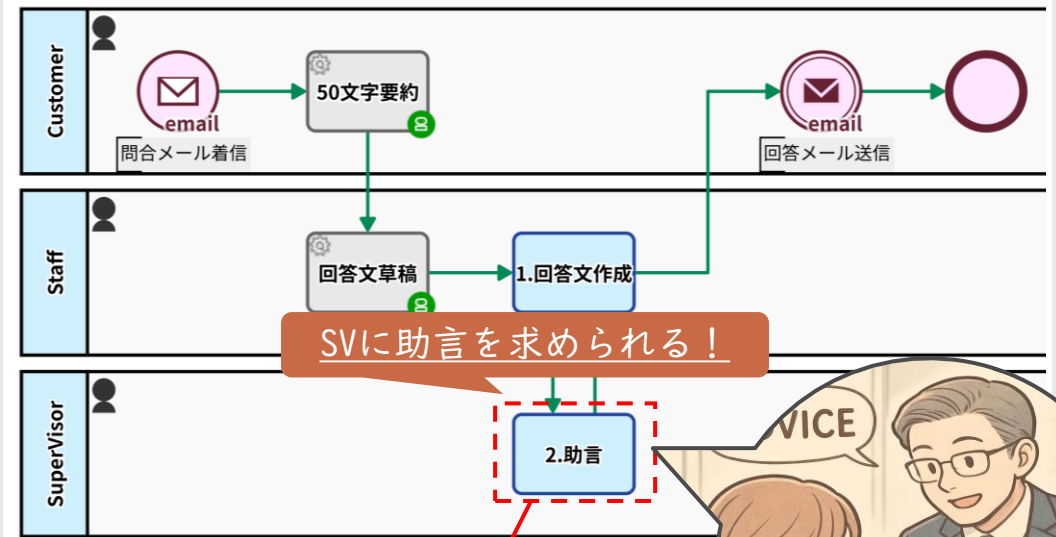 Customer
email
問合メール着信
50文字要約
email
回答メール送信
Staff
回答文草稿
1.回答文作成
SVに助言を求められる！
SuperVisor
2.助言
VICE